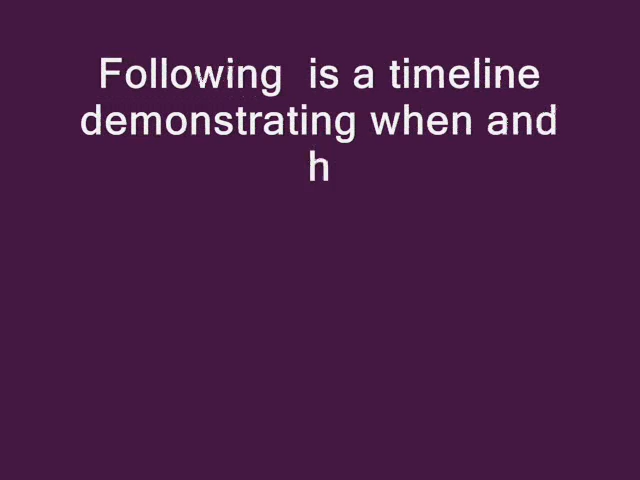 Following  is a timeline
demonstrating when and
h